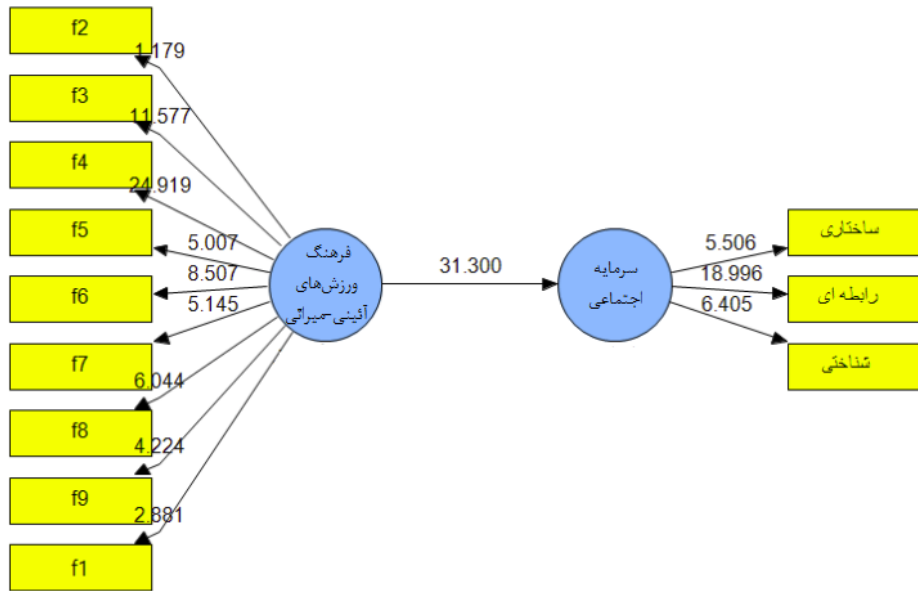 f2
1.179
f3
11.577
f4
24.919
f5
5.007
f6
8.507
5.145
f7
6.044
f8
4.224
f9
2.881
f1
فرهنگ
ورزش‌های
آئینی-میراثی
31.300
سرمایه
اجتماعی
5.506
18.996
6.405
ساختاری
رابطه ای
شناختی